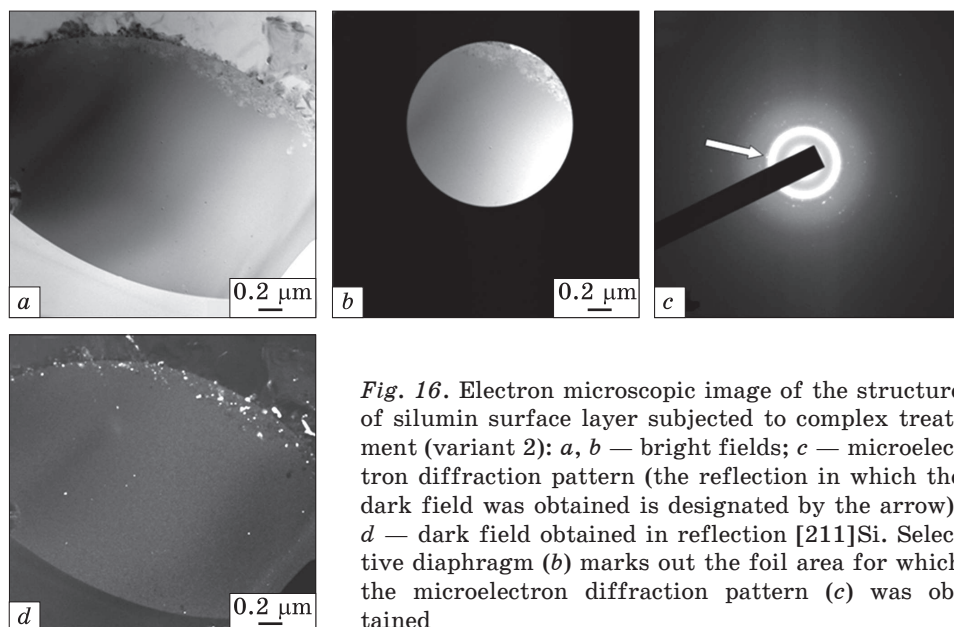 a
0.2 μm
b
0.2 μm
c
d
0.2 μm
Fig. 16. Electron microscopic image of the structure
of silumin surface layer subjected to complex treat
ment (variant 2): a, b — bright fields; c — microelec
tron diffraction pattern (the reflection in which the
dark field was obtained is designated by the arrow)
d — dark field obtained in reflection [211]Si. Selec
tive diaphragm (b) marks out the foil area for which
the microelectron diffraction pattern (c) was ob
tained